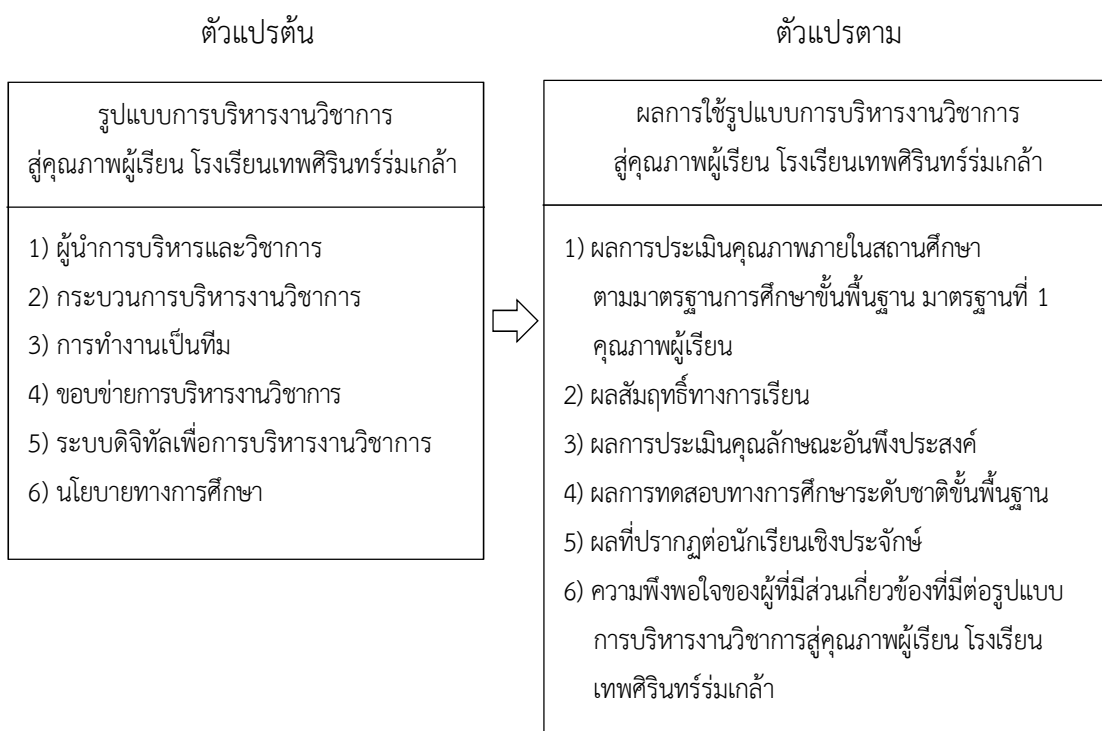 ตัวแปรต้น
ตัวแปรตาม
รูปแบบการบริหารงานวิชาการ
สู่คุณภาพผู้เรียน โรงเรียนเทพศิรินทร์ร่มเกล้า
1) ผู้นำการบริหารและวิชาการ
2) กระบวนการบริหารงานวิชาการ
3) การทำงานเป็นทีม
4) ขอบข่ายการบริหารงานวิชาการ
5) ระบบดิจิทัลเพื่อการบริหารงานวิชาการ
6) นโยบายทางการศึกษา
ผลการใช้รูปแบบการบริหารงานวิชาการ
สู่คุณภาพผู้เรียน โรงเรียนเทพศิรินทร์ร่มเกล้า
1) ผลการประเมินคุณภาพภายในสถานศึกษา
ตามมาตรฐานการศึกษาขั้นพื้นฐาน มาตรฐานที่ 1
คุณภาพผู้เรียน
2) ผลสัมฤทธิ์ทางการเรียน
3) ผลการประเมินคุณลักษณะอันพึงประสงค์
4) ผลการทดสอบทางการศึกษาระดับชาติขั้นพื้นฐาน
5) ผลที่ปรากฏต่อนักเรียนเชิงประจักษ์
6) ความพึงพอใจของผู้ที่มีส่วนเกี่ยวข้องที่มีต่อรูปแบบ
การบริหารงานวิชาการสู่คุณภาพผู้เรียน โรงเรียน
เทพศิรินทร์ร่มเกล้า